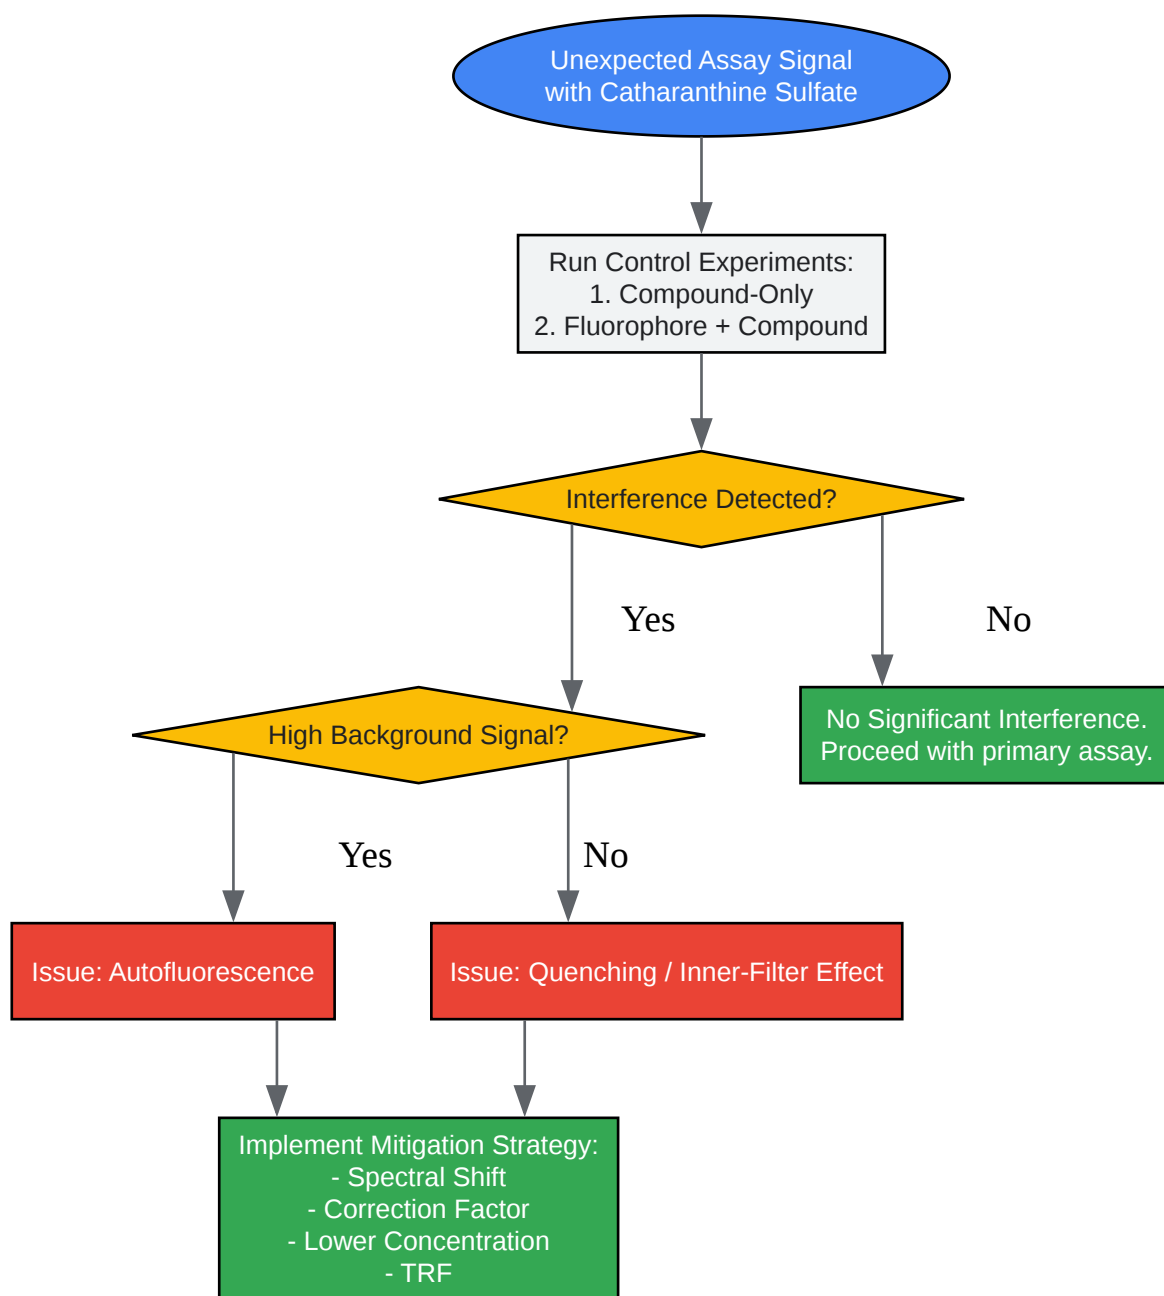 Unexpected Assay Signal
with Catharanthine Sulfate
Run Control Experiments:
1. Compound-Only
2. Fluorophore + Compound
Interference Detected?
Yes
No
High Background Signal?
No Significant Interference.
Proceed with primary assay.
Yes
No
Issue: Autofluorescence
Issue: Quenching / Inner-Filter Effect
Implement Mitigation Strategy:
- Spectral Shift
- Correction Factor
- Lower Concentration
- TRF